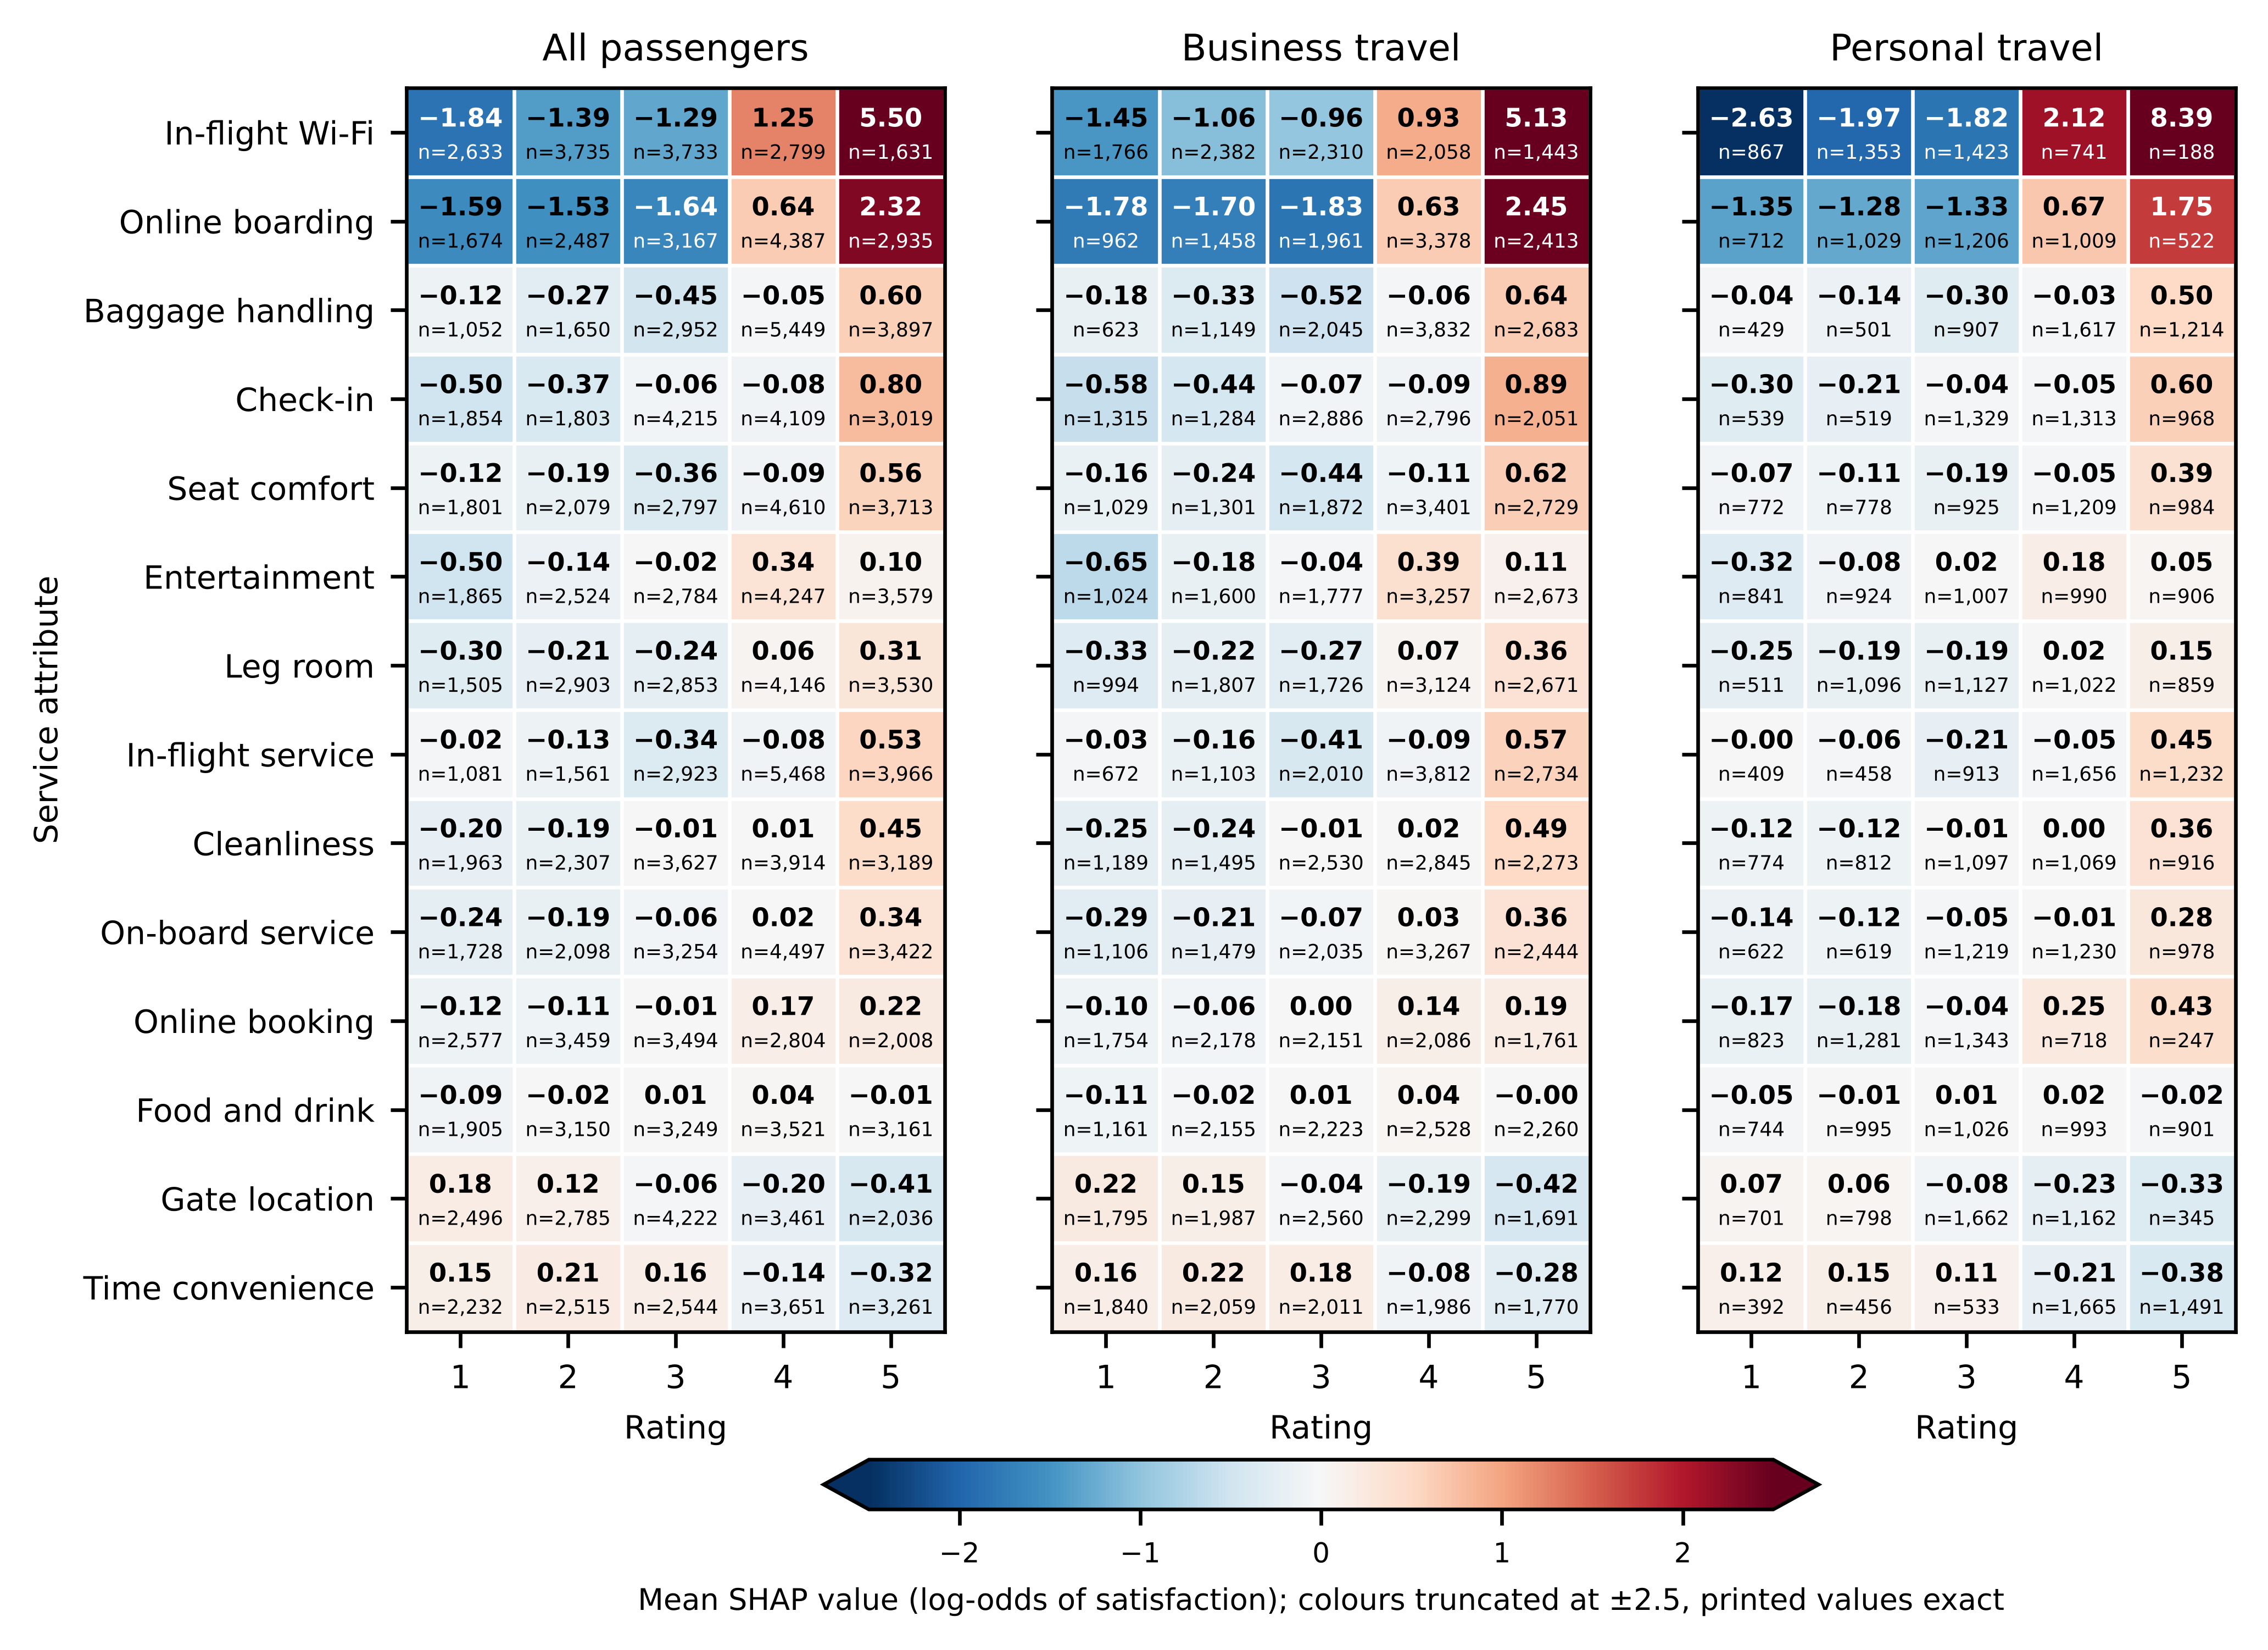 All passengers Business travel Personal travel
In-flight Wi-Fi −1.84 −1.39 −1.29 1.25 5.50 −1.45 −1.06 −0.96 0.93 5.13 −2.63 −1.97 −1.82 2.12 8.39
n=2,633 n=3,735 n=3,733 n=2,799 n=1,631 n=1,766 n=2,382 n=2,310 n=2,058 n=1,443 n=867 n=1,353 n=1,423 n=741 n=188
Online boarding −1.59 −1.53 −1.64 0.64 2.32 −1.78 −1.70 −1.83 0.63 2.45 −1.35 −1.28 −1.33 0.67 1.75
n=1,674 n=2,487 n=3,167 n=4,387 n=2,935 n=962 n=1,458 n=1,961 n=3,378 n=2,413 n=712 n=1,029 n=1,206 n=1,009 n=522
Baggage handling −0.12 −0.27 −0.45 −0.05 0.60 −0.18 −0.33 −0.52 −0.06 0.64 −0.04 −0.14 −0.30 −0.03 0.50
n=1,052 n=1,650 n=2,952 n=5,449 n=3,897 n=623 n=1,149 n=2,045 n=3,832 n=2,683 n=429 n=501 n=907 n=1,617 n=1,214
Check-in −0.50 −0.37 −0.06 −0.08 0.80 −0.58 −0.44 −0.07 −0.09 0.89 −0.30 −0.21 −0.04 −0.05 0.60
n=1,854 n=1,803 n=4,215 n=4,109 n=3,019 n=1,315 n=1,284 n=2,886 n=2,796 n=2,051 n=539 n=519 n=1,329 n=1,313 n=968
Seat comfort −0.12 −0.19 −0.36 −0.09 0.56 −0.16 −0.24 −0.44 −0.11 0.62 −0.07 −0.11 −0.19 −0.05 0.39
n=1,801 n=2,079 n=2,797 n=4,610 n=3,713 n=1,029 n=1,301 n=1,872 n=3,401 n=2,729 n=772 n=778 n=925 n=1,209 n=984
Entertainment −0.50 −0.14 −0.02 0.34 0.10 −0.65 −0.18 −0.04 0.39 0.11 −0.32 −0.08 0.02 0.18 0.05
n=1,865 n=2,524 n=2,784 n=4,247 n=3,579 n=1,024 n=1,600 n=1,777 n=3,257 n=2,673 n=841 n=924 n=1,007 n=990 n=906
Leg room −0.30 −0.21 −0.24 0.06 0.31 −0.33 −0.22 −0.27 0.07 0.36 −0.25 −0.19 −0.19 0.02 0.15
n=1,505 n=2,903 n=2,853 n=4,146 n=3,530 n=994 n=1,807 n=1,726 n=3,124 n=2,671 n=511 n=1,096 n=1,127 n=1,022 n=859
In-flight service −0.02 −0.13 −0.34 −0.08 0.53 −0.03 −0.16 −0.41 −0.09 0.57 −0.00 −0.06 −0.21 −0.05 0.45
n=1,081 n=1,561 n=2,923 n=5,468 n=3,966 n=672 n=1,103 n=2,010 n=3,812 n=2,734 n=409 n=458 n=913 n=1,656 n=1,232
Cleanliness −0.20 −0.19 −0.01 0.01 0.45 −0.25 −0.24 −0.01 0.02 0.49 −0.12 −0.12 −0.01 0.00 0.36
n=1,963 n=2,307 n=3,627 n=3,914 n=3,189 n=1,189 n=1,495 n=2,530 n=2,845 n=2,273 n=774 n=812 n=1,097 n=1,069 n=916
On-board service −0.24 −0.19 −0.06 0.02 0.34 −0.29 −0.21 −0.07 0.03 0.36 −0.14 −0.12 −0.05 −0.01 0.28
n=1,728 n=2,098 n=3,254 n=4,497 n=3,422 n=1,106 n=1,479 n=2,035 n=3,267 n=2,444 n=622 n=619 n=1,219 n=1,230 n=978
Online booking −0.12 −0.11 −0.01 0.17 0.22 −0.10 −0.06 0.00 0.14 0.19 −0.17 −0.18 −0.04 0.25 0.43
n=2,577 n=3,459 n=3,494 n=2,804 n=2,008 n=1,754 n=2,178 n=2,151 n=2,086 n=1,761 n=823 n=1,281 n=1,343 n=718 n=247
Food and drink −0.09 −0.02 0.01 0.04 −0.01 −0.11 −0.02 0.01 0.04 −0.00 −0.05 −0.01 0.01 0.02 −0.02
n=1,905 n=3,150 n=3,249 n=3,521 n=3,161 n=1,161 n=2,155 n=2,223 n=2,528 n=2,260 n=744 n=995 n=1,026 n=993 n=901
Gate location 0.18 0.12 −0.06 −0.20 −0.41 0.22 0.15 −0.04 −0.19 −0.42 0.07 0.06 −0.08 −0.23 −0.33
n=2,496 n=2,785 n=4,222 n=3,461 n=2,036 n=1,795 n=1,987 n=2,560 n=2,299 n=1,691 n=701 n=798 n=1,662 n=1,162 n=345
Time convenience 0.15 0.21 0.16 −0.14 −0.32 0.16 0.22 0.18 −0.08 −0.28 0.12 0.15 0.11 −0.21 −0.38
n=2,232 n=2,515 n=2,544 n=3,651 n=3,261 n=1,840 n=2,059 n=2,011 n=1,986 n=1,770 n=392 n=456 n=533 n=1,665 n=1,491
Service attribute
1 2 3 4 5 1 2 3 4 5 1 2 3 4 5
Rating Rating Rating
−2 −1 0 1 2
Mean SHAP value (log-odds of satisfaction); colours truncated at ±2.5, printed values exact